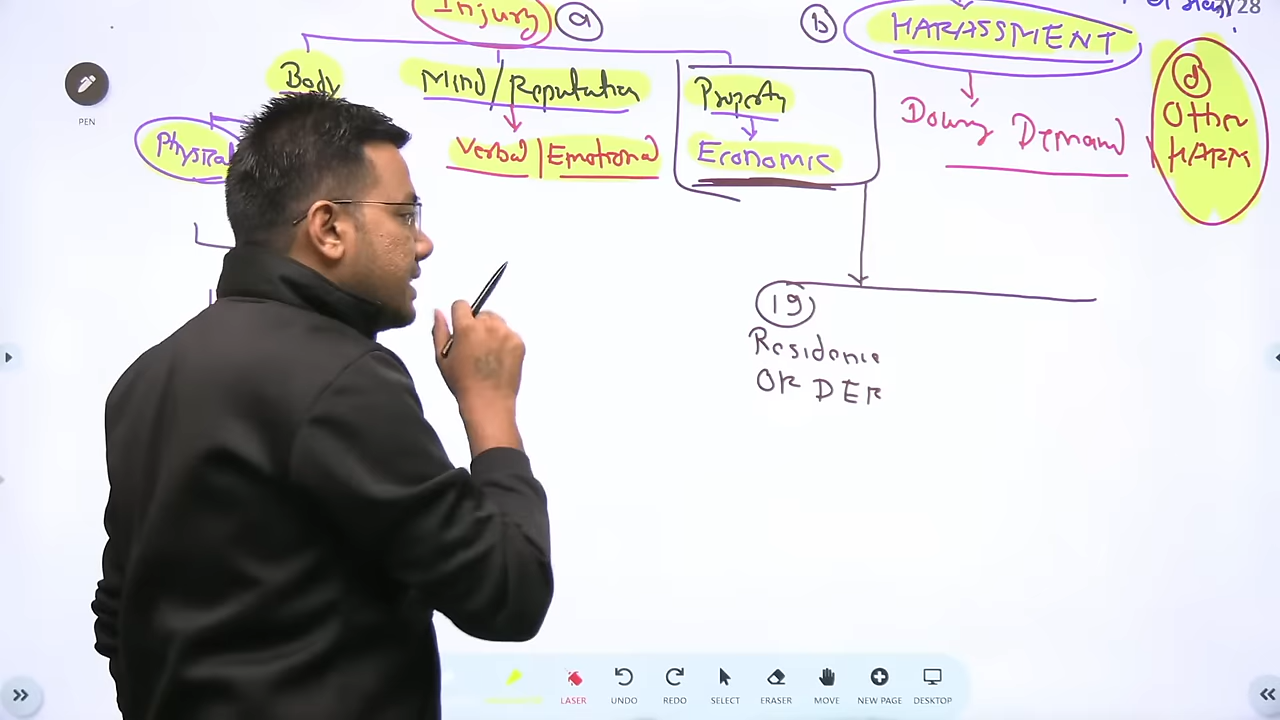 Injury a
b HARASSMENT
28
Body
Mind/Reputation
Property
d
Other
HARM
Physical
Verbal | Emotional
Economic
Dowry Demand
PEN
19
Residence
ORDER
LASER UNDO REDO SELECT ERASER MOVE NEW PAGE DESKTOP